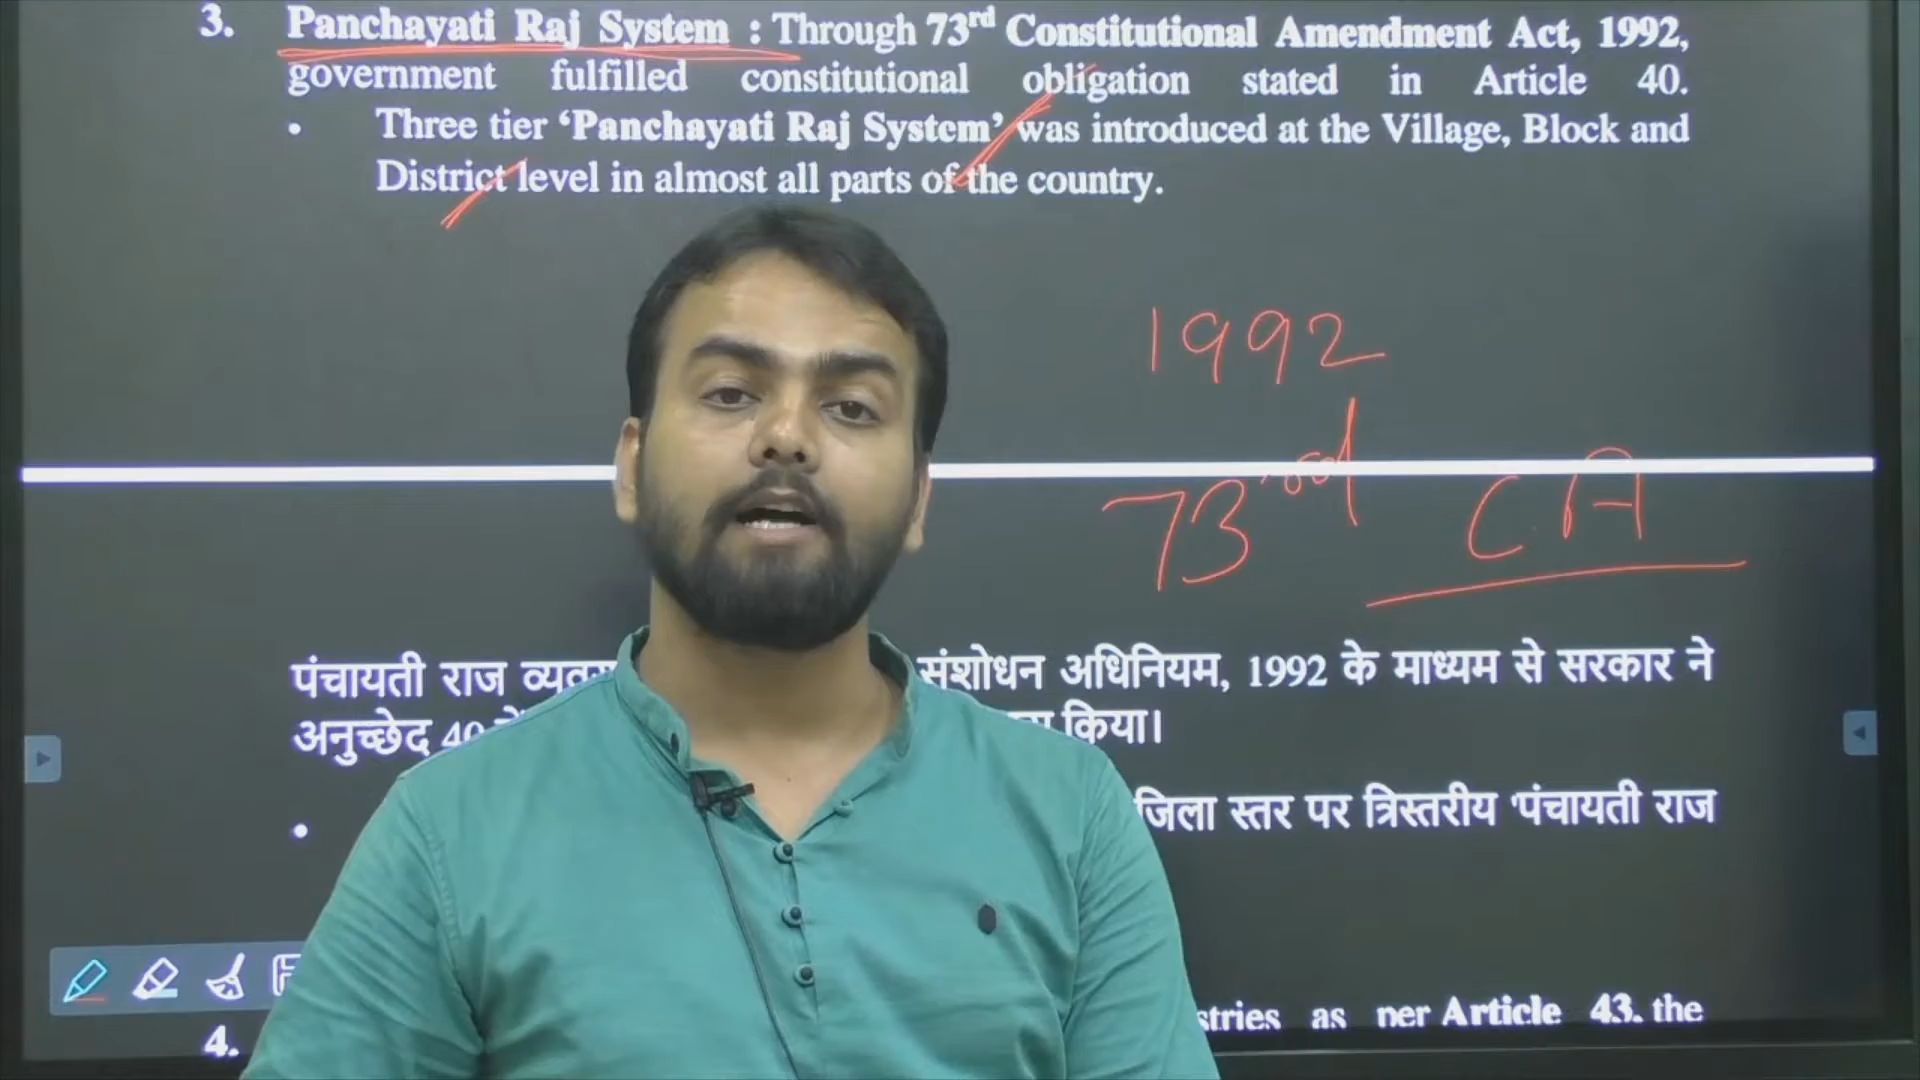 3. Panchayati Raj System : Through 73rd Constitutional Amendment Act, 1992,
government fulfilled constitutional obligation stated in Article 40.
• Three tier ‘Panchayati Raj System’ was introduced at the Village, Block and
District level in almost all parts of the country.
1992
73rd C.A
पंचायती राज संशोधन अधिनियम, 1992 के माध्यम से सरकार ने
अनुच्छेद 40 किया।
• जिला स्तर पर त्रिस्तरीय 'पंचायती राज
4. as per Article 43. the